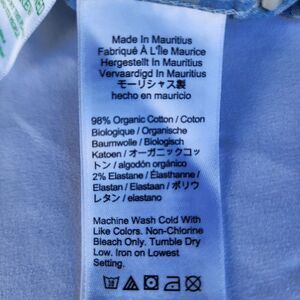 Made In Mauritius
Fabriqué À L'Île Maurice
Hergestellt In Mauritius
Vervaardigd In Mauritius
モーリシャス製
hecho en mauricio
98% Organic Cotton / Coton
Biologique / Organische
Baumwolle / Biologisch
Katoen / オーガニックコッ
トン / algodón orgánico
2% Elastane / Élasthanne /
Elastan / Elastaan / ポリウ
レタン / elastano
Machine Wash Cold With
Like Colors. Non-Chlorine
Bleach Only. Tumble Dry
Low. Iron on Lowest
Setting.